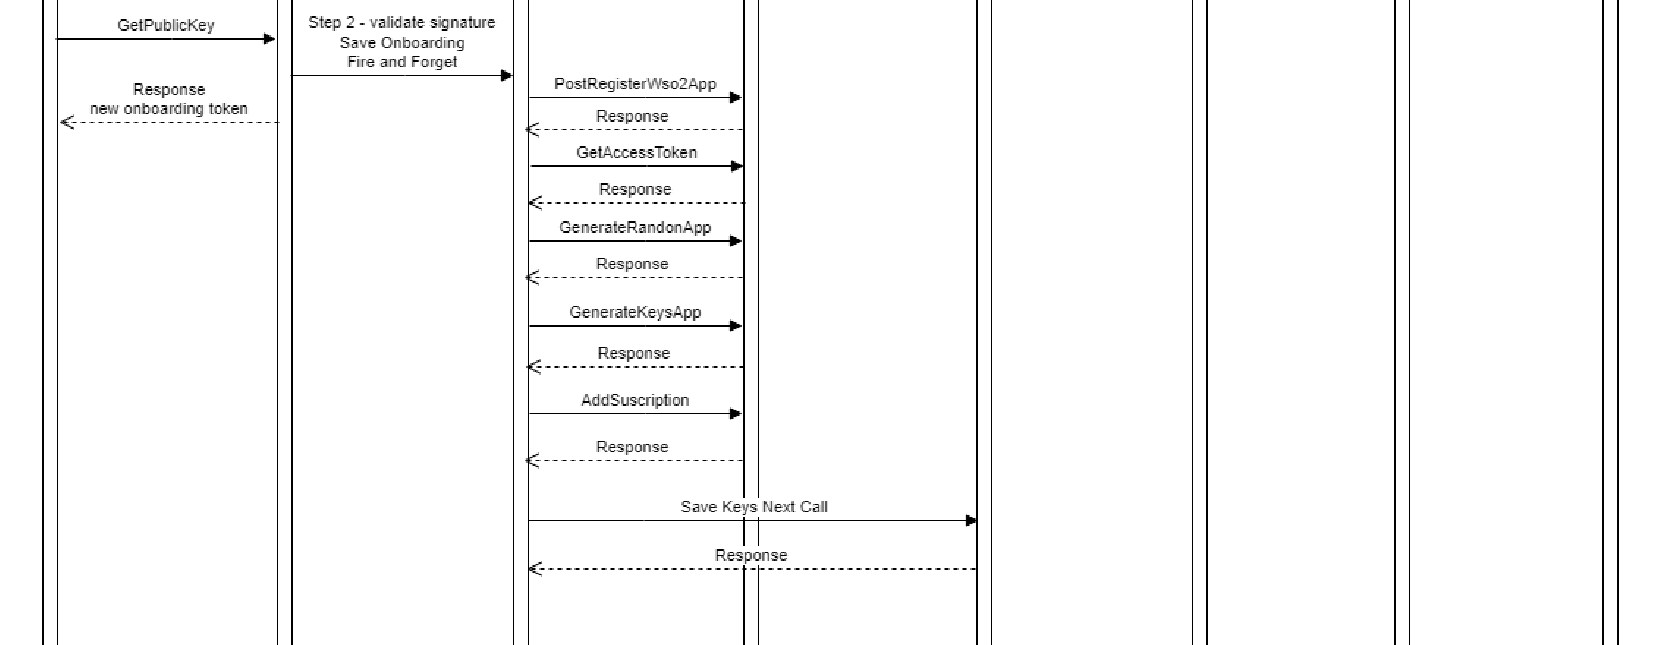 GetPublicKey
Step 2 - validate signature
Save Onboarding
Fire and Forget
Response
new onboarding token
PostRegisterWso2App
Response
GetAccessToken
Response
GenerateRandonApp
Response
GenerateKeysApp
Response
AddSuscription
Response
Save Keys Next Call
Response